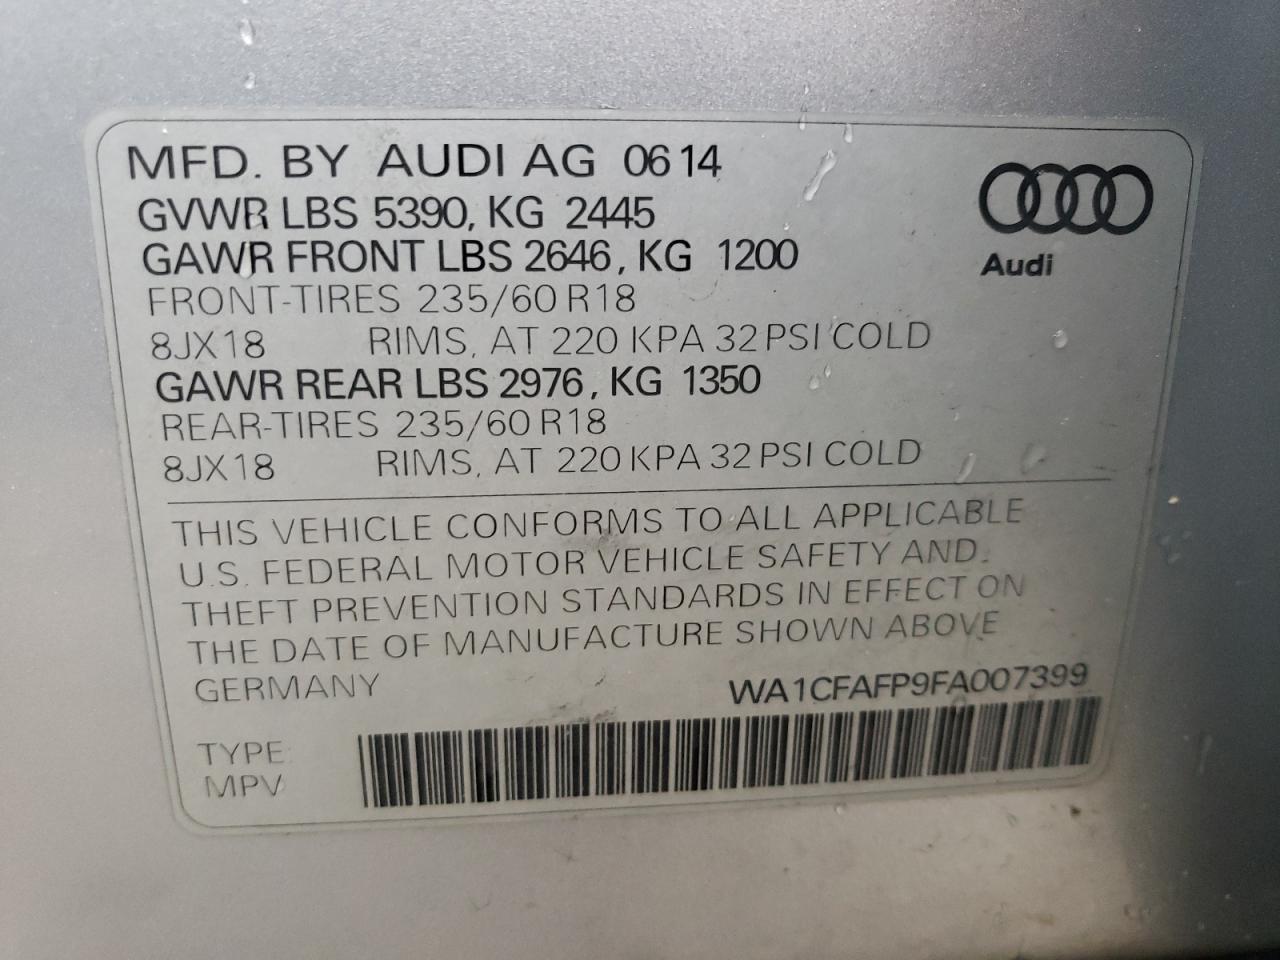 MFD. BY AUDI AG 06 14
GVWR LBS 5390, KG 2445
GAWR FRONT LBS 2646, KG 1200
Audi
FRONT-TIRES 235/60 R18
8JX18 RIMS, AT 220 KPA 32 PSI COLD
GAWR REAR LBS 2976, KG 1350
REAR-TIRES 235/60 R18
8JX18 RIMS, AT 220 KPA 32 PSI COLD
THIS VEHICLE CONFORMS TO ALL APPLICABLE
U.S. FEDERAL MOTOR VEHICLE SAFETY AND
THEFT PREVENTION STANDARDS IN EFFECT ON
THE DATE OF MANUFACTURE SHOWN ABOVE
GERMANY WA1CFAFP9FA007399
TYPE:
MPV